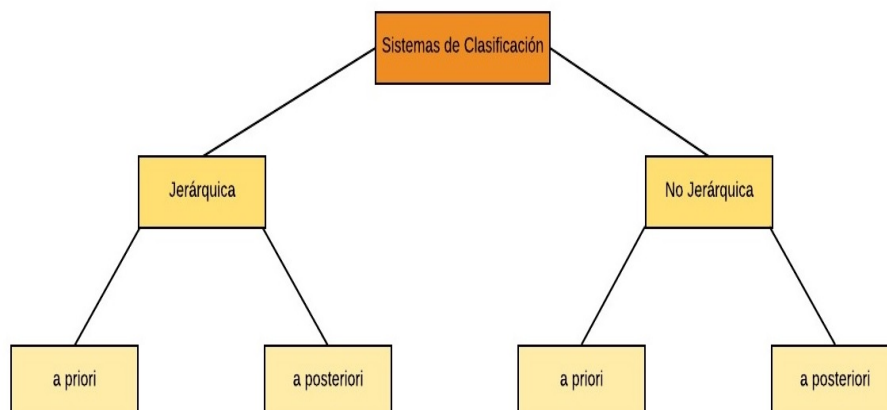 Sistemas de Clasificación
Jerárquica
No Jerárquica
a priori
a posteriori
a priori
a posteriori